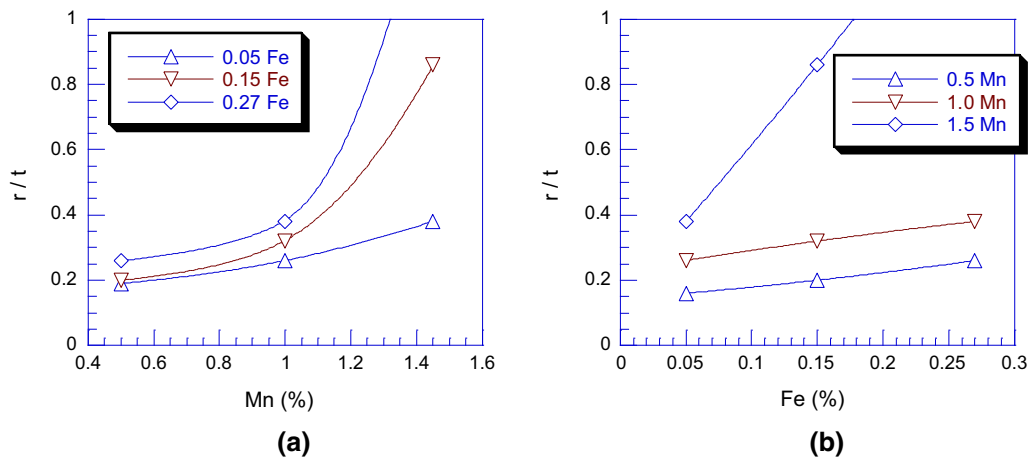 1
0.8
0.6
0.4
0.2
0
r / t
0.05 Fe
0.15 Fe
0.27 Fe
0.4 0.6 0.8 1 1.2 1.4 1.6
Mn (%)
(a)
1
0.8
0.6
0.4
0.2
0
r / t
0.5 Mn
1.0 Mn
1.5 Mn
0 0.05 0.1 0.15 0.2 0.25 0.3
Fe (%)
(b)